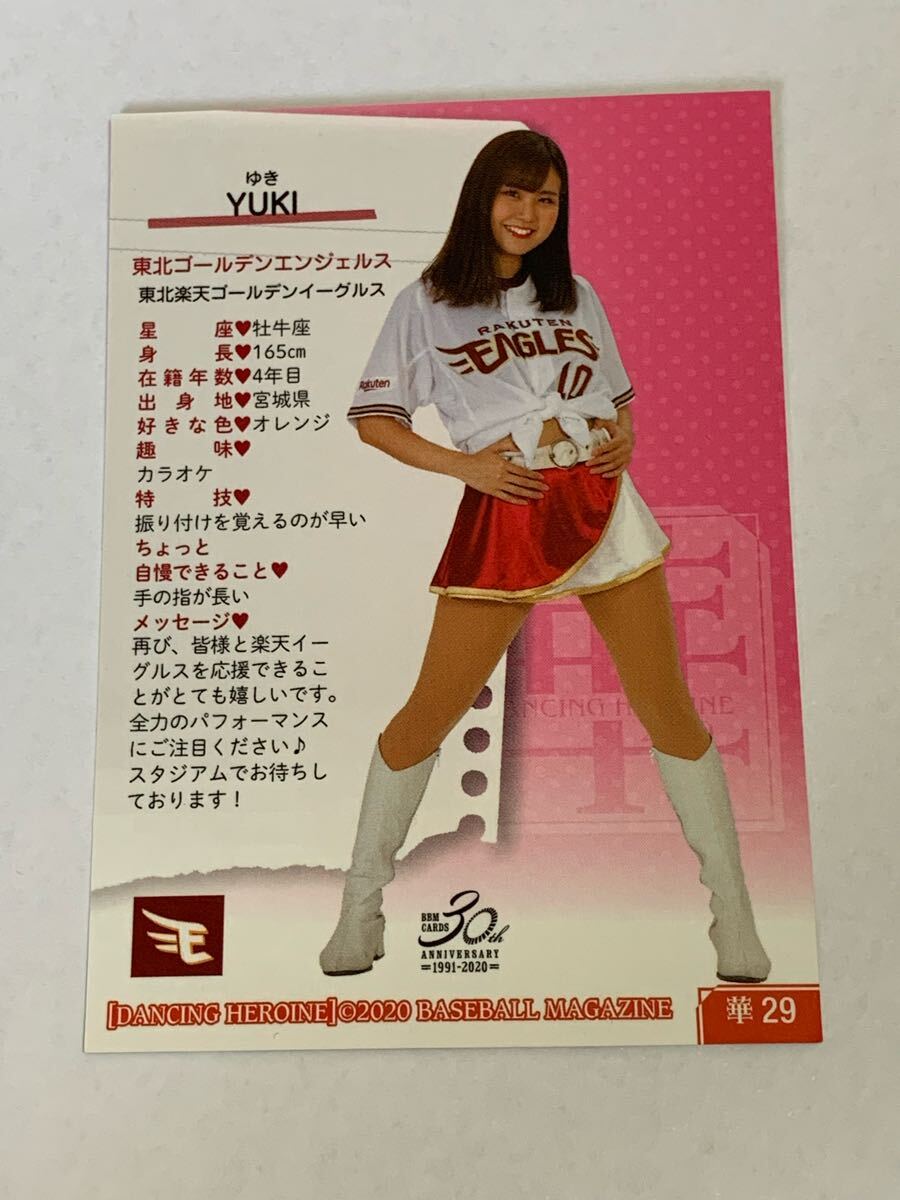 ゆき
YUKI
東北ゴールデンエンジェルス
東北楽天ゴールデンイーグルス
星座♥牡牛座
身長♥165cm
在籍年数♥4年目
出身地♥宮城県
好きな色♥オレンジ
趣味♥
カラオケ
特技♥
振り付けを覚えるのが早い
ちょっと
自慢できること♥
手の指が長い
メッセージ♥
再び、皆様と楽天イー
グルスを応援できるこ
とがとても嬉しいです。
全力のパフォーマンス
にご注目ください♪
スタジアムでお待ちし
ております!
RAKUTEN
EAGLES
10
Rakuten
DANCING HEROINE
E
BBM
CARDS
30th
ANNIVERSARY
=1991-2020=
[DANCING HEROINE]©2020 BASEBALL MAGAZINE
華 29